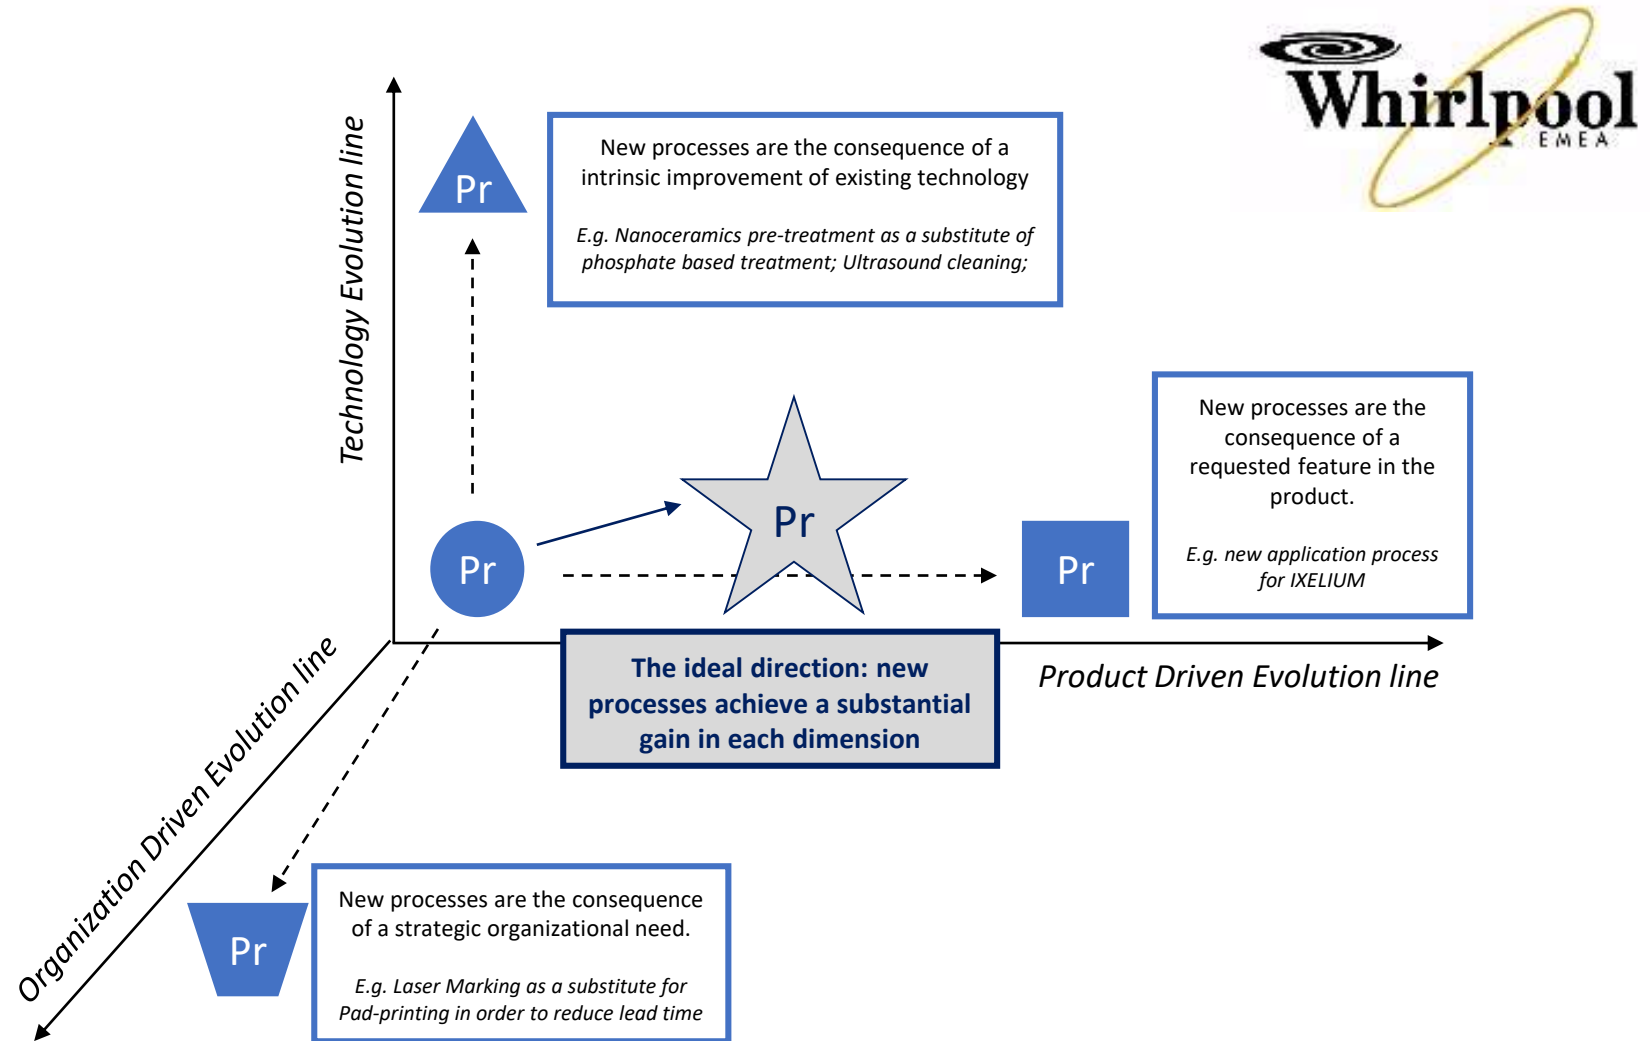 Whirlpool
EMEA
Technology Evolution line
Pr
New processes are the consequence of a
intrinsic improvement of existing technology
E.g. Nanoceramics pre-treatment as a substitute of
phosphate based treatment; Ultrasound cleaning;
New processes are the
consequence of a
requested feature in the
product.
E.g. new application process
for IXELIUM
Pr
Pr
Pr
The ideal direction: new
processes achieve a substantial
gain in each dimension
Product Driven Evolution line
Organization Driven Evolution line
Pr
New processes are the consequence
of a strategic organizational need.
E.g. Laser Marking as a substitute for
Pad-printing in order to reduce lead time